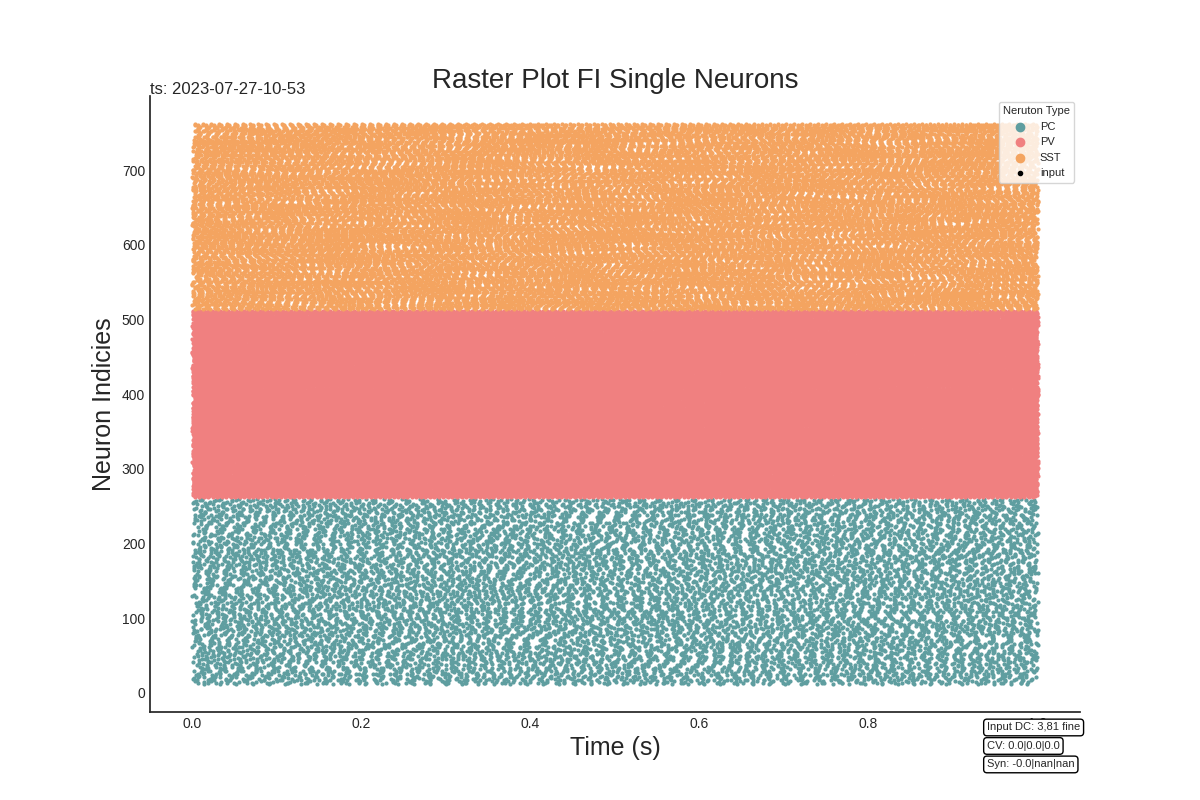 Raster Plot FI Single Neurons
ts: 2023-07-27-10-53
Neruton Type
PC
PV
SST
input
Neuron Indicies
700
600
500
400
300
200
100
0
0.0
0.2
0.4
0.6
0.8
Time (s)
Input DC: 3,81 fine
CV: 0.0|0.0|0.0
Syn: -0.0|nan|nan